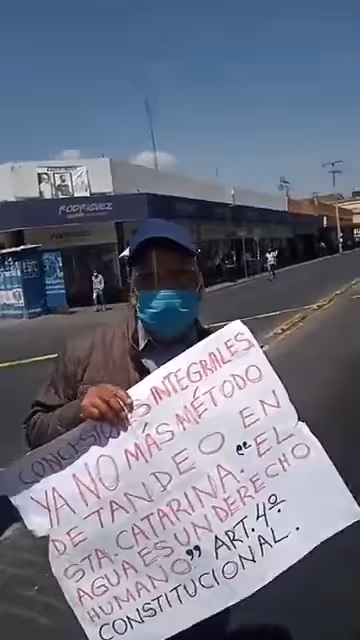 RODRIGUEZ
CONCESIONES INTEGRALES
YA NO MÁS MÉTODO
DE TANDEO EN
STA. CATARINA. "EL
AGUA ES UN DERECHO
HUMANO." ART. 4º
CONSTITUCIONAL.